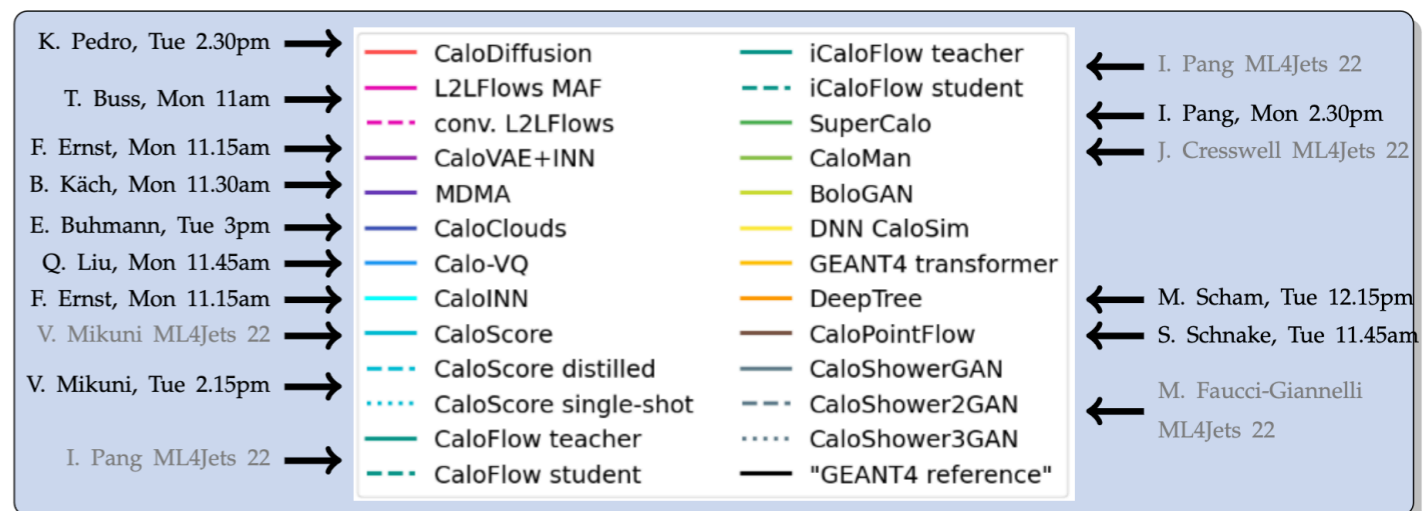 K. Pedro, Tue 2.30pm
T. Buss, Mon 11am
F. Ernst, Mon 11.15am
B. Käch, Mon 11.30am
E. Buhmann, Tue 3pm
Q. Liu, Mon 11.45am
F. Ernst, Mon 11.15am
V. Mikuni ML4Jets 22
V. Mikuni, Tue 2.15pm
I. Pang ML4Jets 22
CaloDiffusion
L2LFlows MAF
conv. L2LFlows
CaloVAE+INN
MDMA
CaloClouds
Calo-VQ
CaloINN
CaloScore
CaloScore distilled
CaloScore single-shot
CaloFlow teacher
CaloFlow student
iCaloFlow teacher
iCaloFlow student
SuperCalo
CaloMan
BoloGAN
DNN CaloSim
GEANT4 transformer
DeepTree
CaloPointFlow
CaloShowerGAN
CaloShower2GAN
CaloShower3GAN
"GEANT4 reference"
I. Pang ML4Jets 22
I. Pang, Mon 2.30pm
J. Cresswell ML4Jets 22
M. Scham, Tue 12.15pm
S. Schnake, Tue 11.45am
M. Faucci-Giannelli
ML4Jets 22